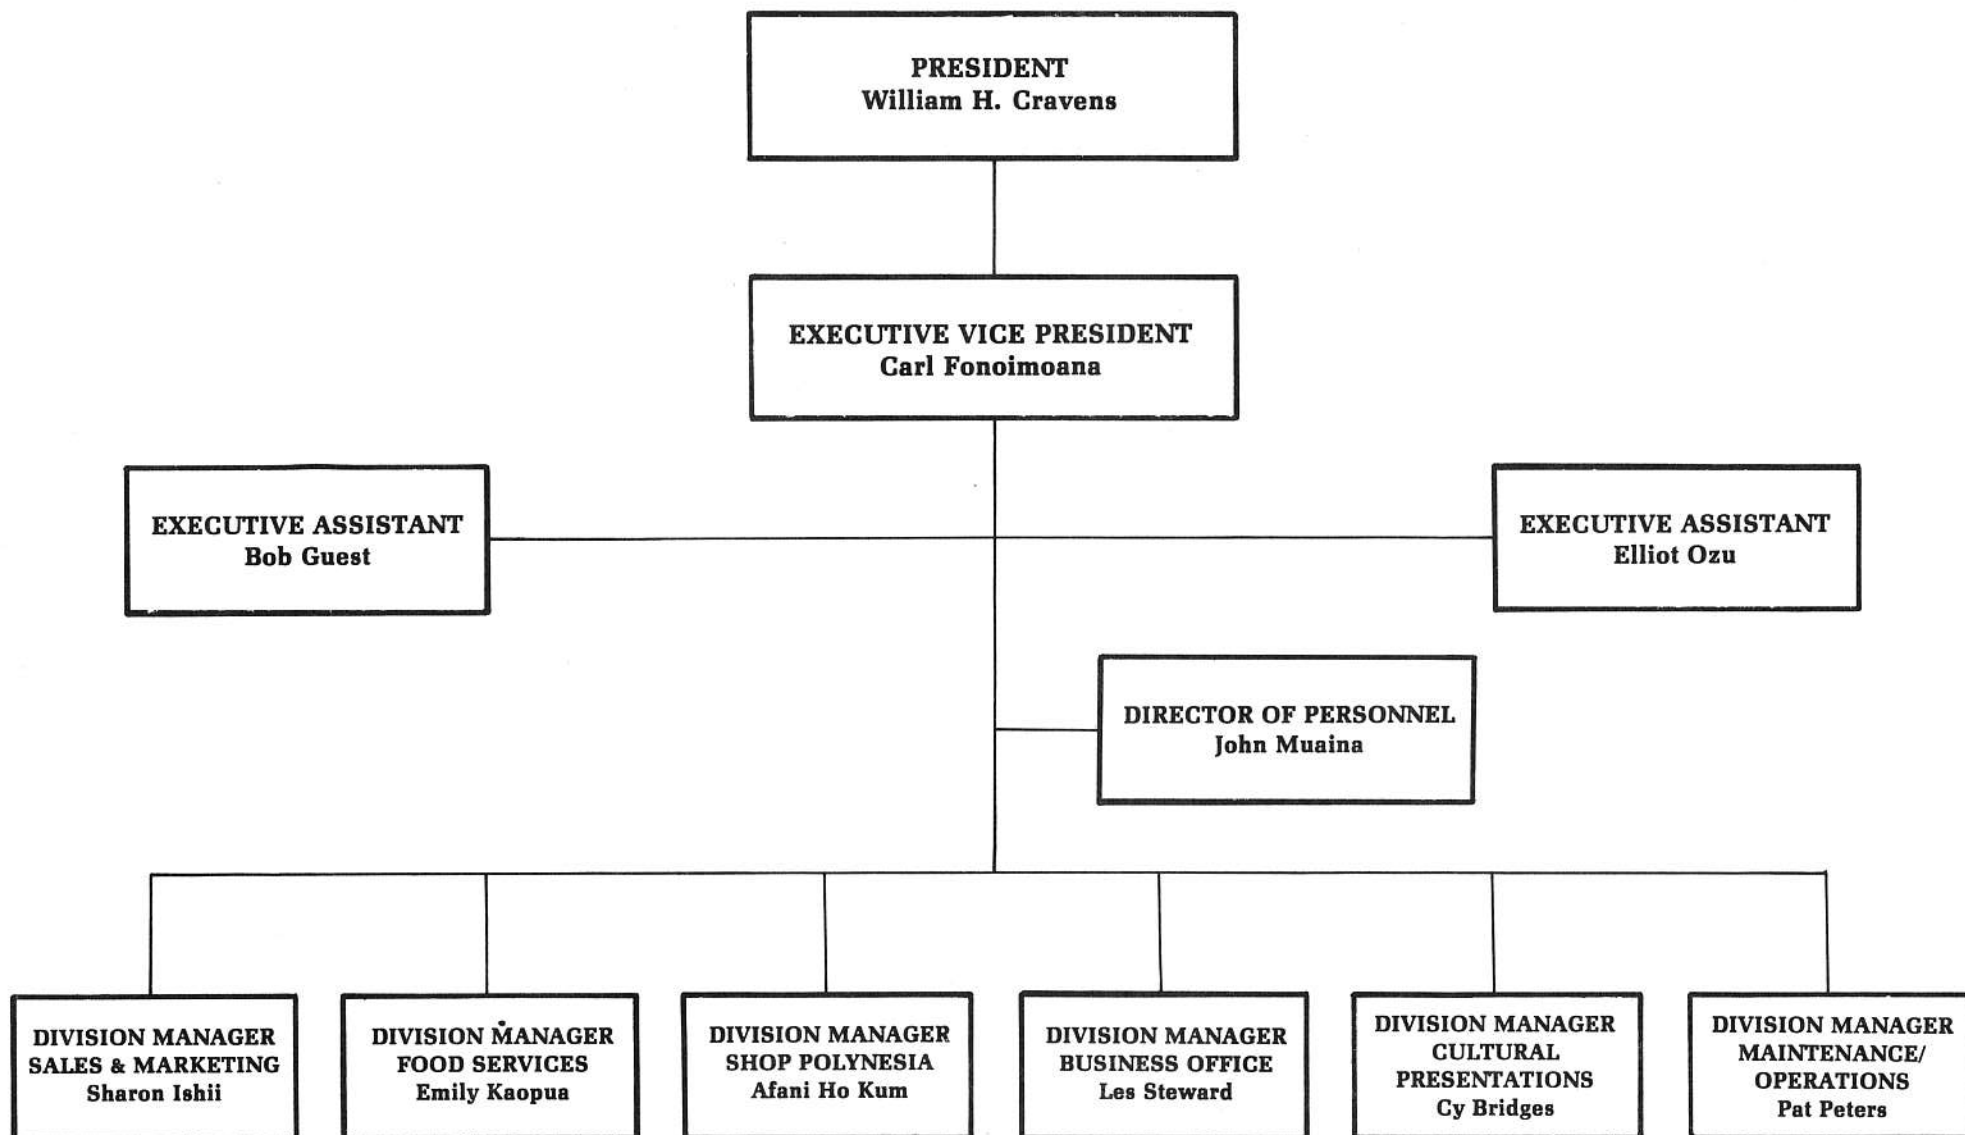 PRESIDENT
William H. Cravens
EXECUTIVE VICE PRESIDENT
Carl Fonoimoana
EXECUTIVE ASSISTANT
Bob Guest
EXECUTIVE ASSISTANT
Elliot Ozu
DIRECTOR OF PERSONNEL
John Muaina
DIVISION MANAGER
SALES & MARKETING
Sharon Ishii
DIVISION MANAGER
FOOD SERVICES
Emily Kaopua
DIVISION MANAGER
SHOP POLYNESIA
Afani Ho Kum
DIVISION MANAGER
BUSINESS OFFICE
Les Steward
DIVISION MANAGER
CULTURAL
PRESENTATIONS
Cy Bridges
DIVISION MANAGER
MAINTENANCE/
OPERATIONS
Pat Peters